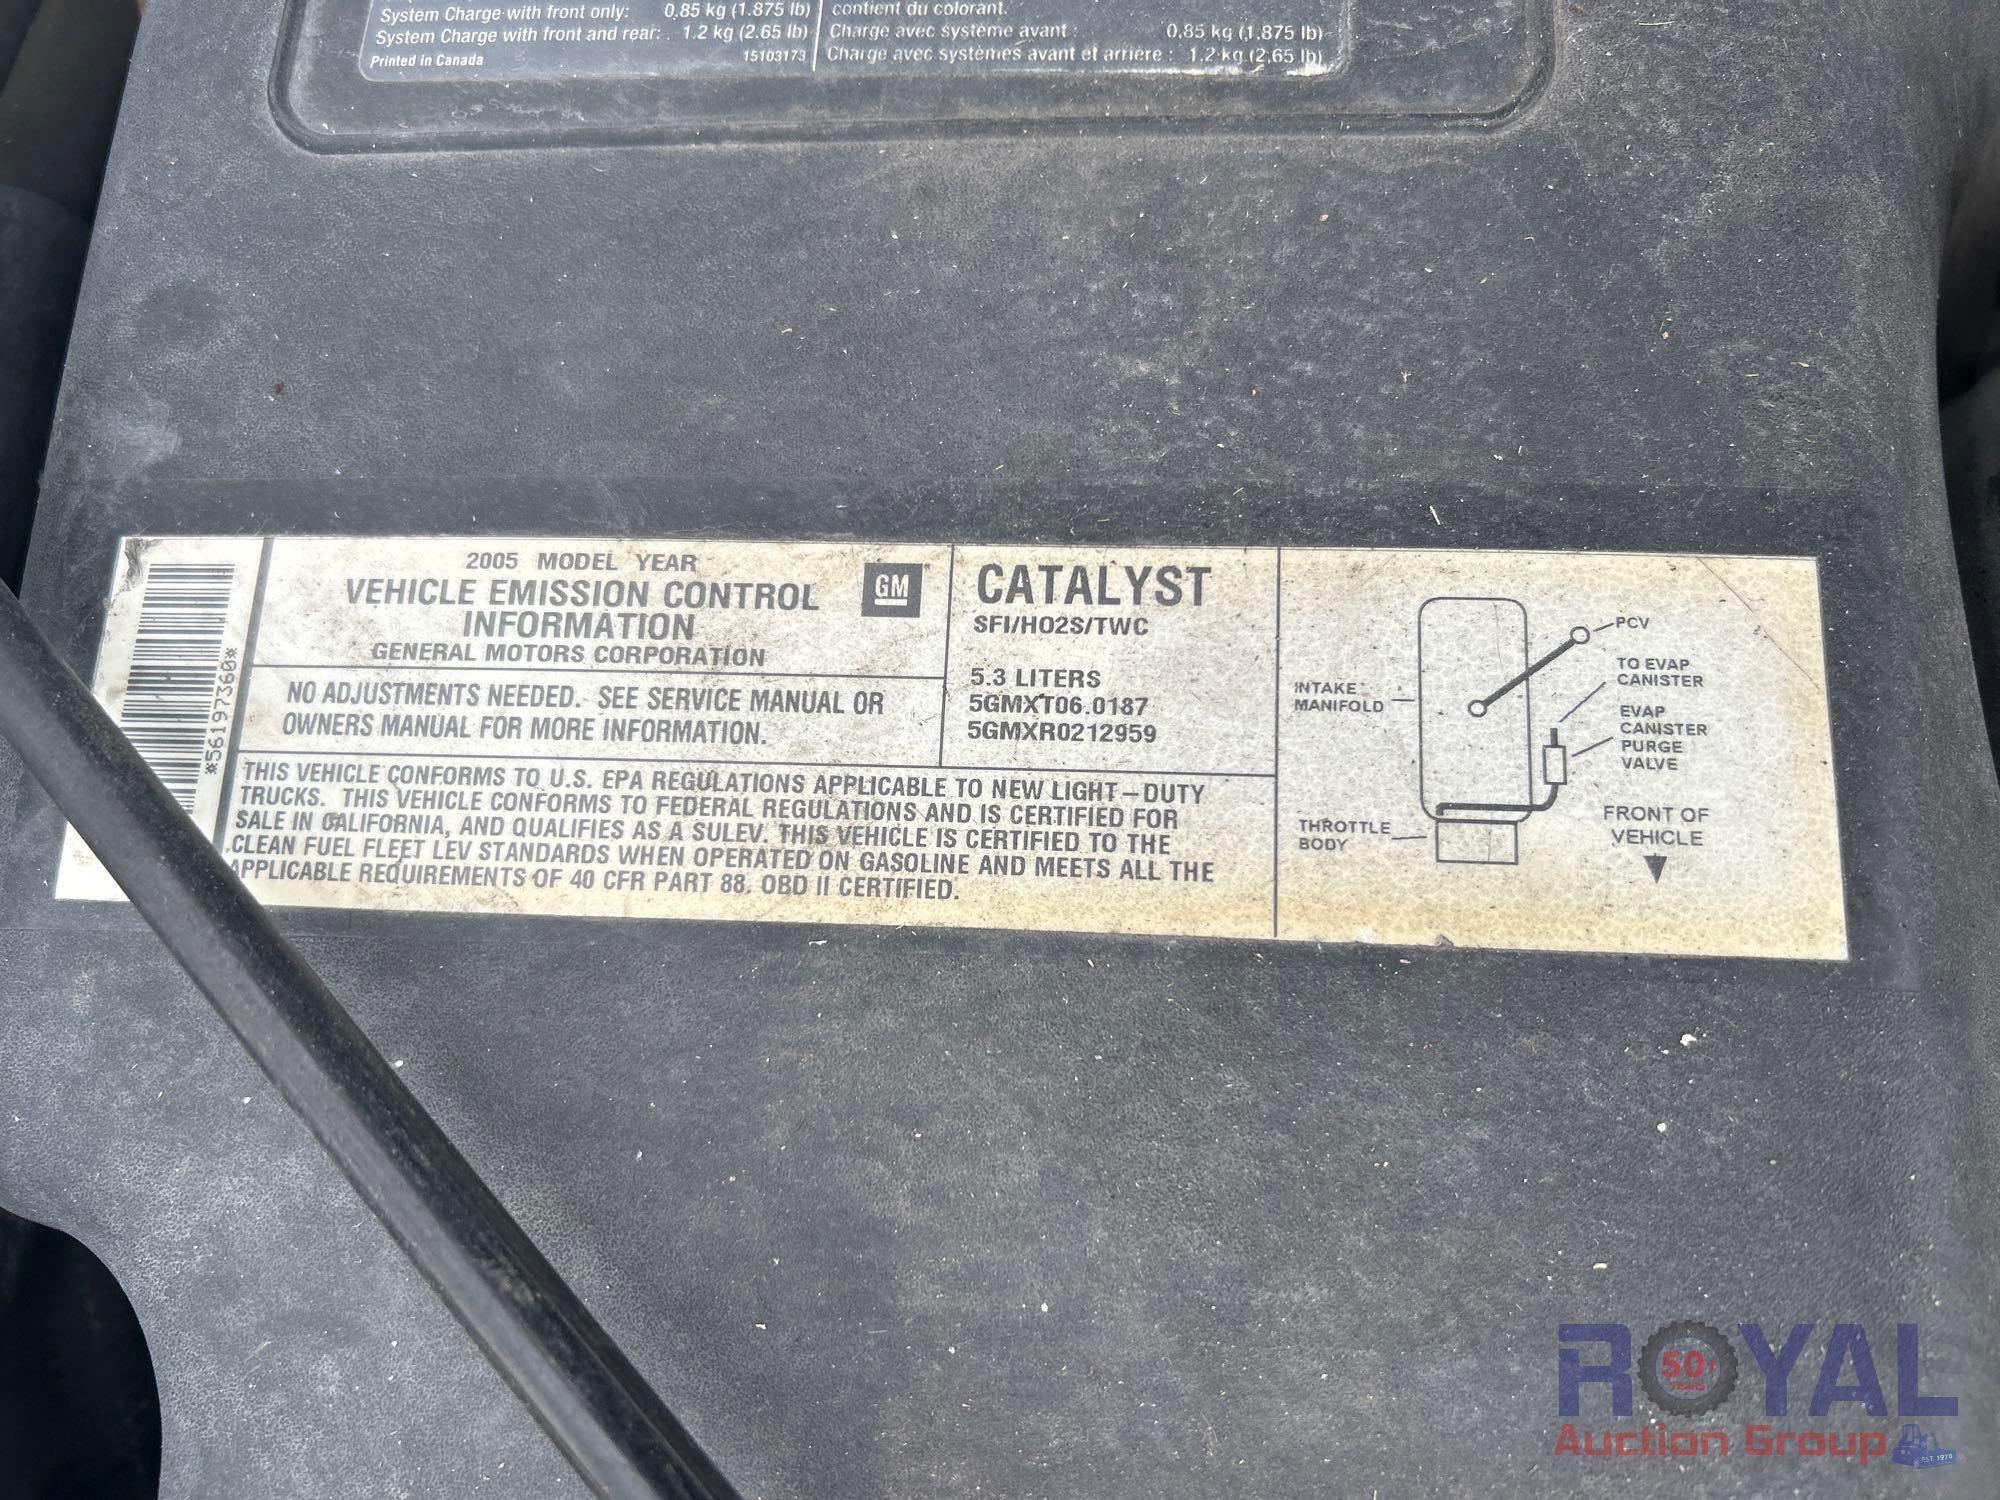 System Charge with front only: 0,85 kg (1.875 lb)
System Charge with front and rear: . 1.2 kg (2.65 lb)
Printed in Canada 15103173
contient du colorant.
Charge avec système avant : 0,85 kg (1,875 lb)
Charge avec systèmes avant et arrière : 1,2 kg (2,65 lb)
*56197360*
2005 MODEL YEAR
VEHICLE EMISSION CONTROL
INFORMATION
GENERAL MOTORS CORPORATION
GM
NO ADJUSTMENTS NEEDED. SEE SERVICE MANUAL OR
OWNERS MANUAL FOR MORE INFORMATION.
CATALYST
SFI/HO2S/TWC
5.3 LITERS
5GMXT06.0187
5GMXR0212959
THIS VEHICLE CONFORMS TO U.S. EPA REGULATIONS APPLICABLE TO NEW LIGHT-DUTY
TRUCKS. THIS VEHICLE CONFORMS TO FEDERAL REGULATIONS AND IS CERTIFIED FOR
SALE IN CALIFORNIA, AND QUALIFIES AS A SULEV. THIS VEHICLE IS CERTIFIED TO THE
CLEAN FUEL FLEET LEV STANDARDS WHEN OPERATED ON GASOLINE AND MEETS ALL THE
APPLICABLE REQUIREMENTS OF 40 CFR PART 88. OBD II CERTIFIED.
PCV
TO EVAP
CANISTER
INTAKE
MANIFOLD
EVAP
CANISTER
PURGE
VALVE
THROTTLE
BODY
FRONT OF
VEHICLE
ROYAL
50+
YEARS
Auction Group
EST. 1970